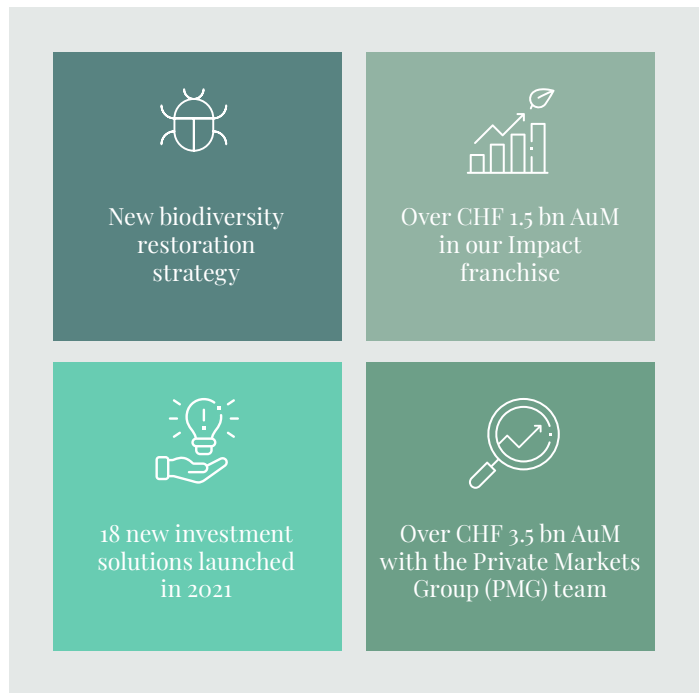 New biodiversity
restoration
strategy
Over CHF 1.5 bn AuM
in our Impact
franchise
18 new investment
solutions launched
in 2021
Over CHF 3.5 bn AuM
with the Private Markets
Group (PMG) team